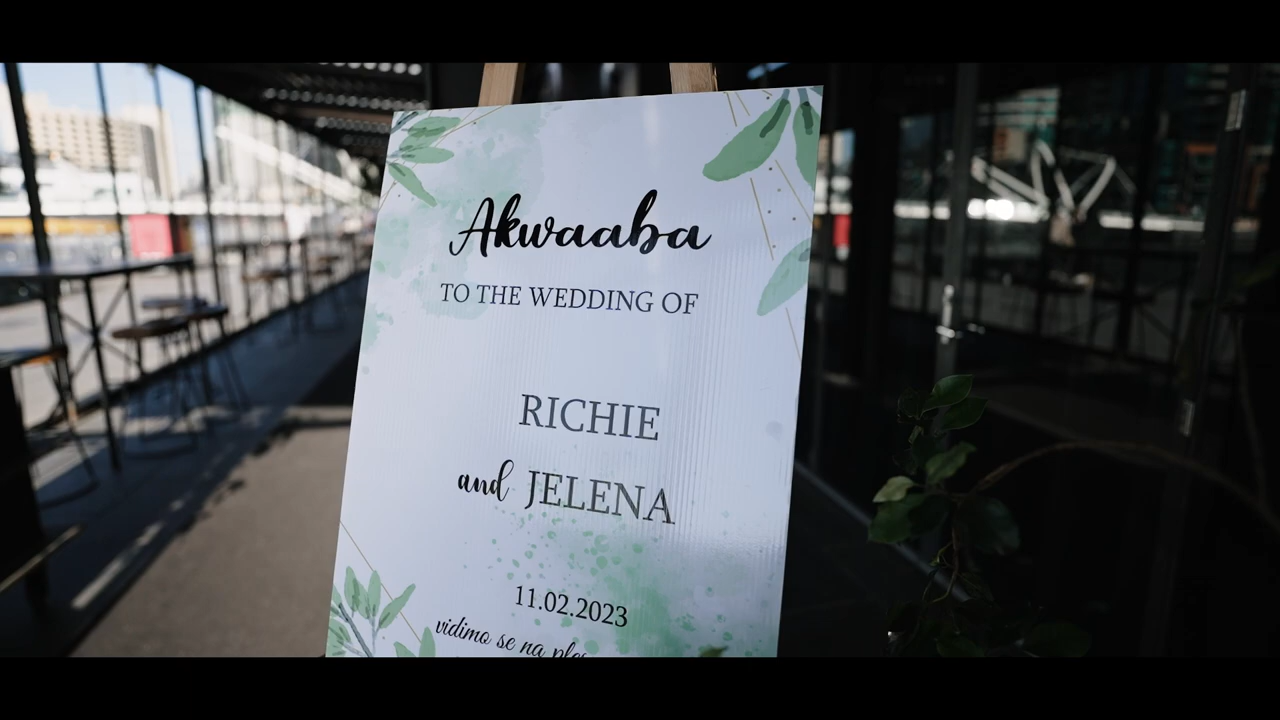 Akwaaba
TO THE WEDDING OF
RICHIE
and JELENA
11.02.2023
vidimo se na